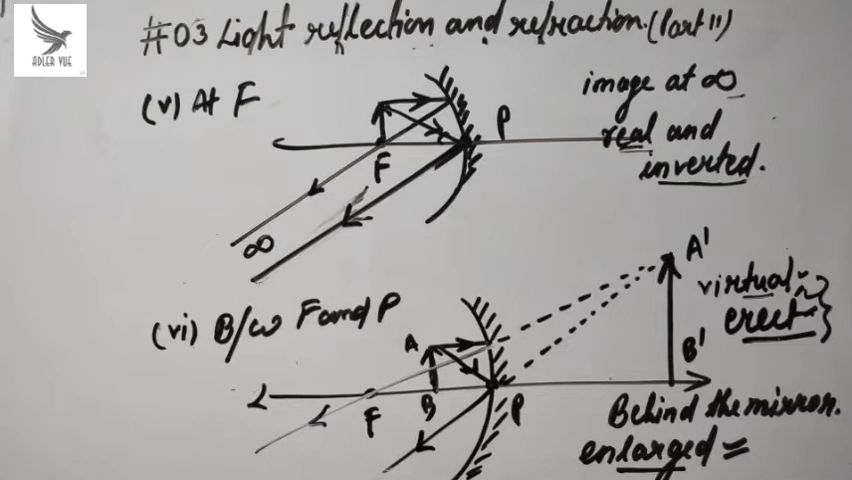 ADLER VUE
#03 Light reflection and refraction. (Part 11)
(v) At F
image at ∞
real and
inverted.
P
F
∞
(vi) B/w F and P
A'
virtual
erect
A
B'
F
B
P
Behind the mirror.
enlarged =